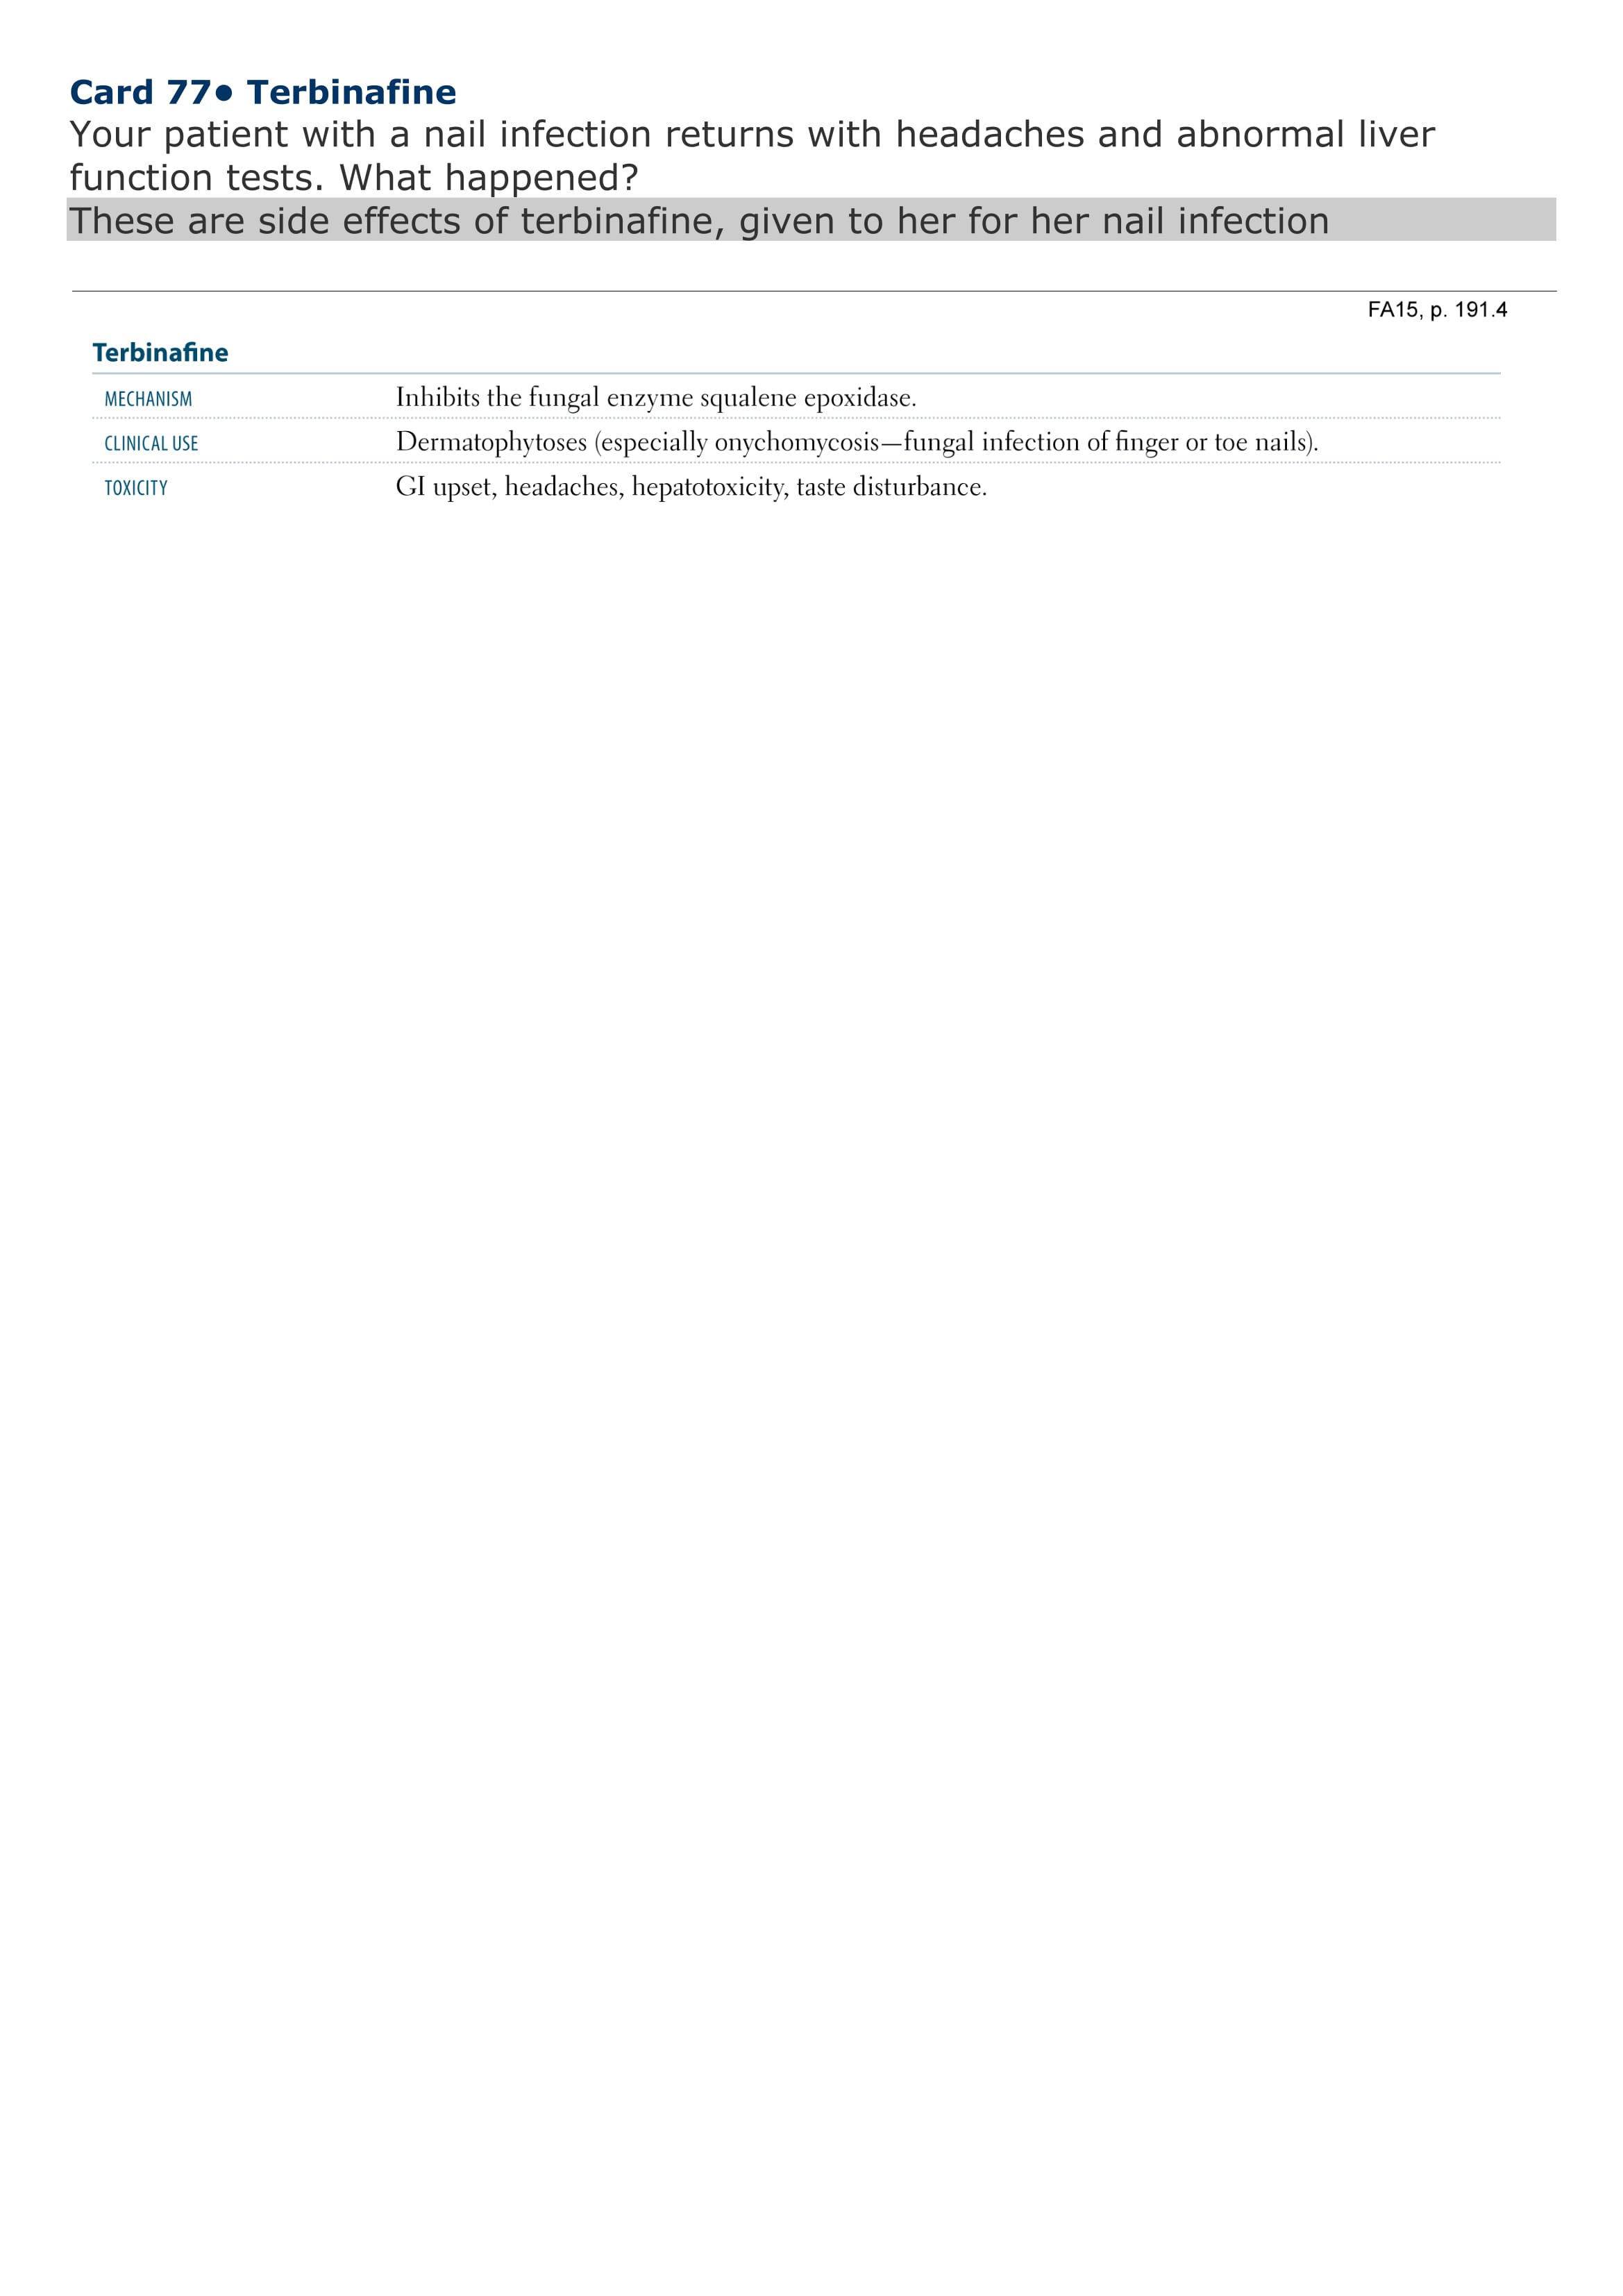 Card 77● Terbinafine
Your patient with a nail infection returns with headaches and abnormal liver
function tests. What happened?
These are side effects of terbinafine, given to her for her nail infection
FA15, p. 191.4
Terbinafine
MECHANISM Inhibits the fungal enzyme squalene epoxidase.
CLINICAL USE Dermatophytoses (especially onychomycosis—fungal infection of finger or toe nails).
TOXICITY GI upset, headaches, hepatotoxicity, taste disturbance.